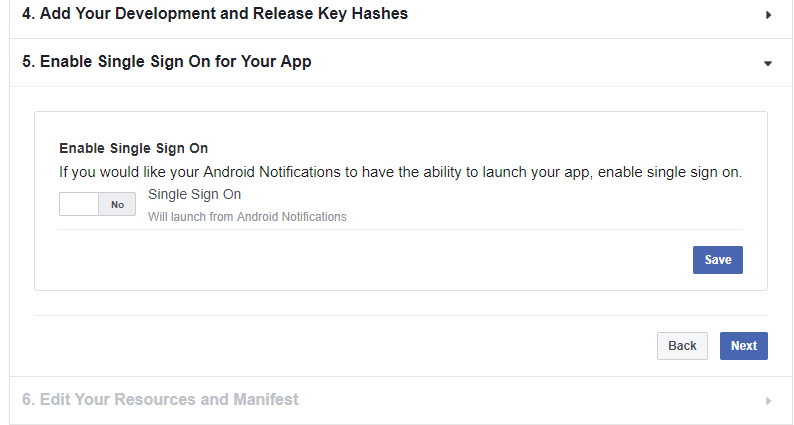 4. Add Your Development and Release Key Hashes
5. Enable Single Sign On for Your App
Enable Single Sign On
If you would like your Android Notifications to have the ability to launch your app, enable single sign on.
No
Single Sign On
Will launch from Android Notifications
Save
Back
Next
6. Edit Your Resources and Manifest